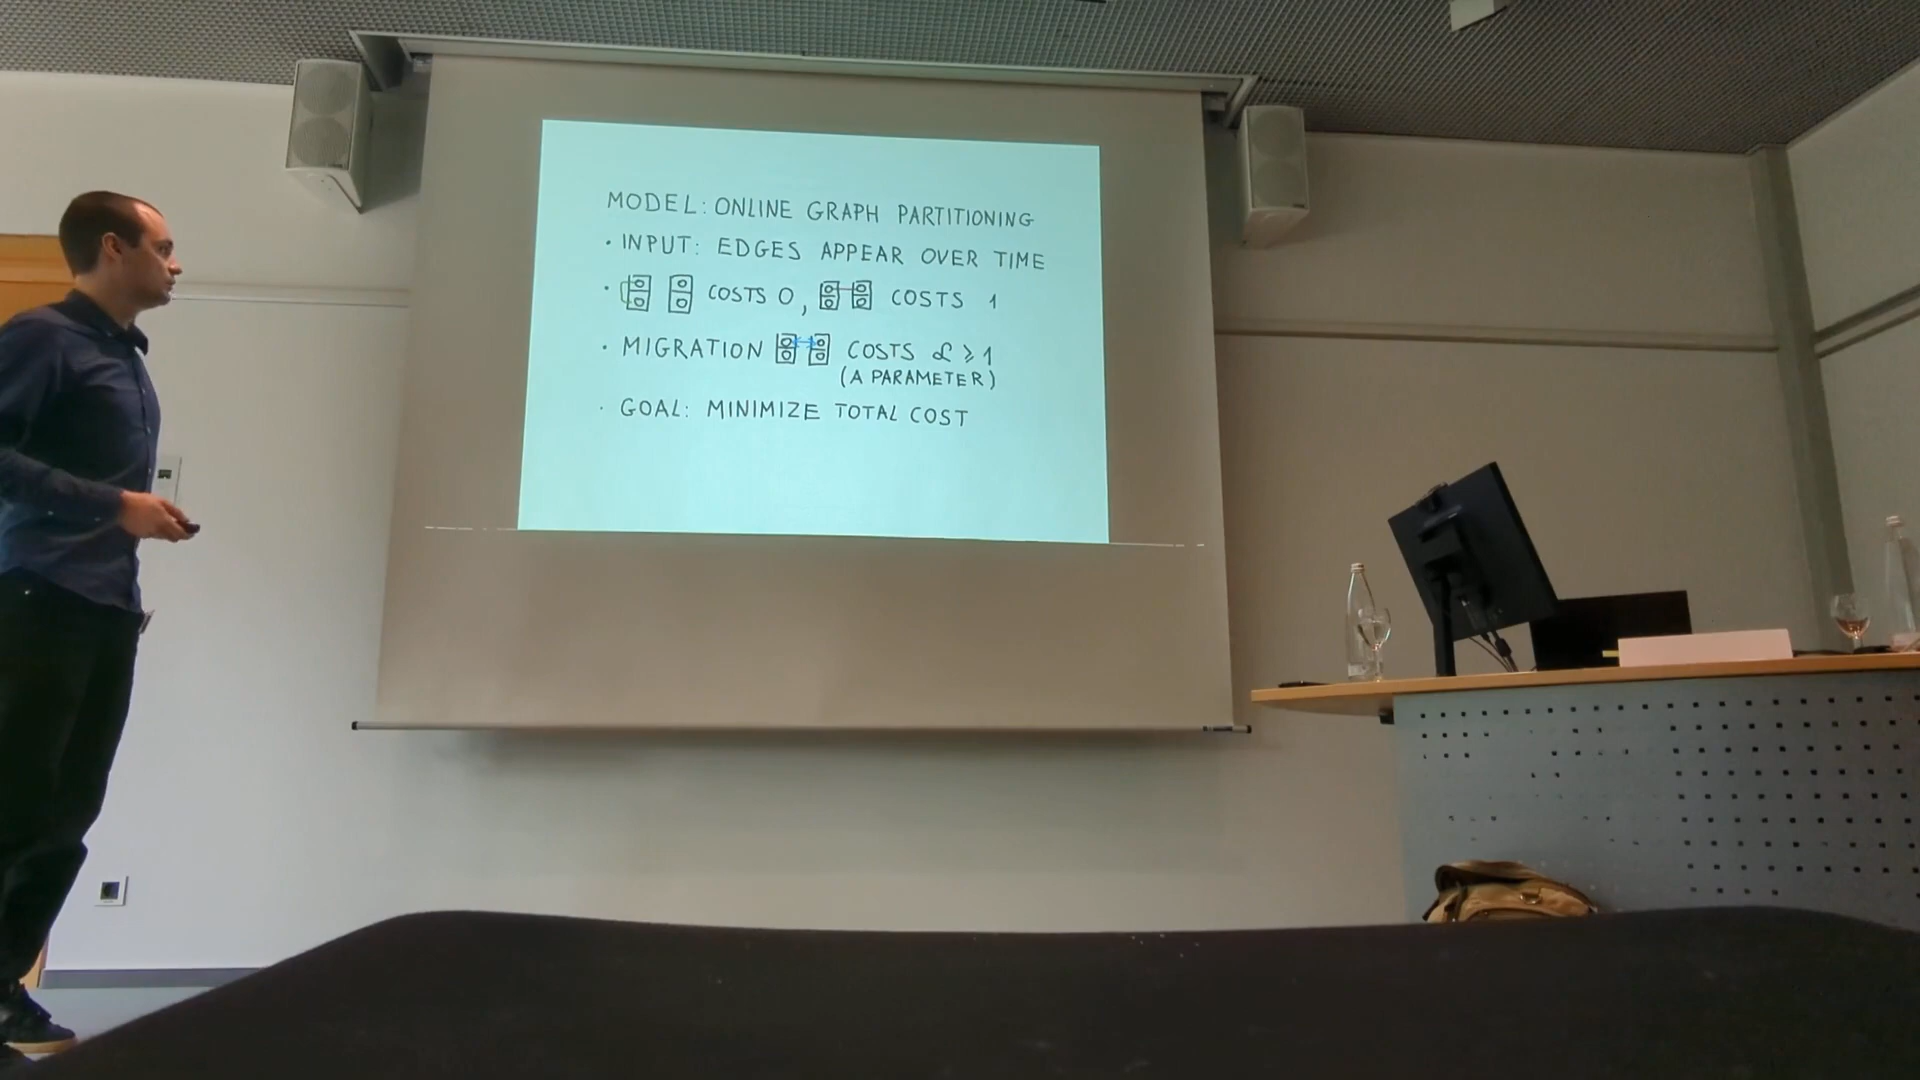 MODEL: ONLINE GRAPH PARTITIONING
• INPUT: EDGES APPEAR OVER TIME
• COSTS 0, COSTS 1
• MIGRATION COSTS α ⩾ 1
(A PARAMETER)
• GOAL: MINIMIZE TOTAL COST